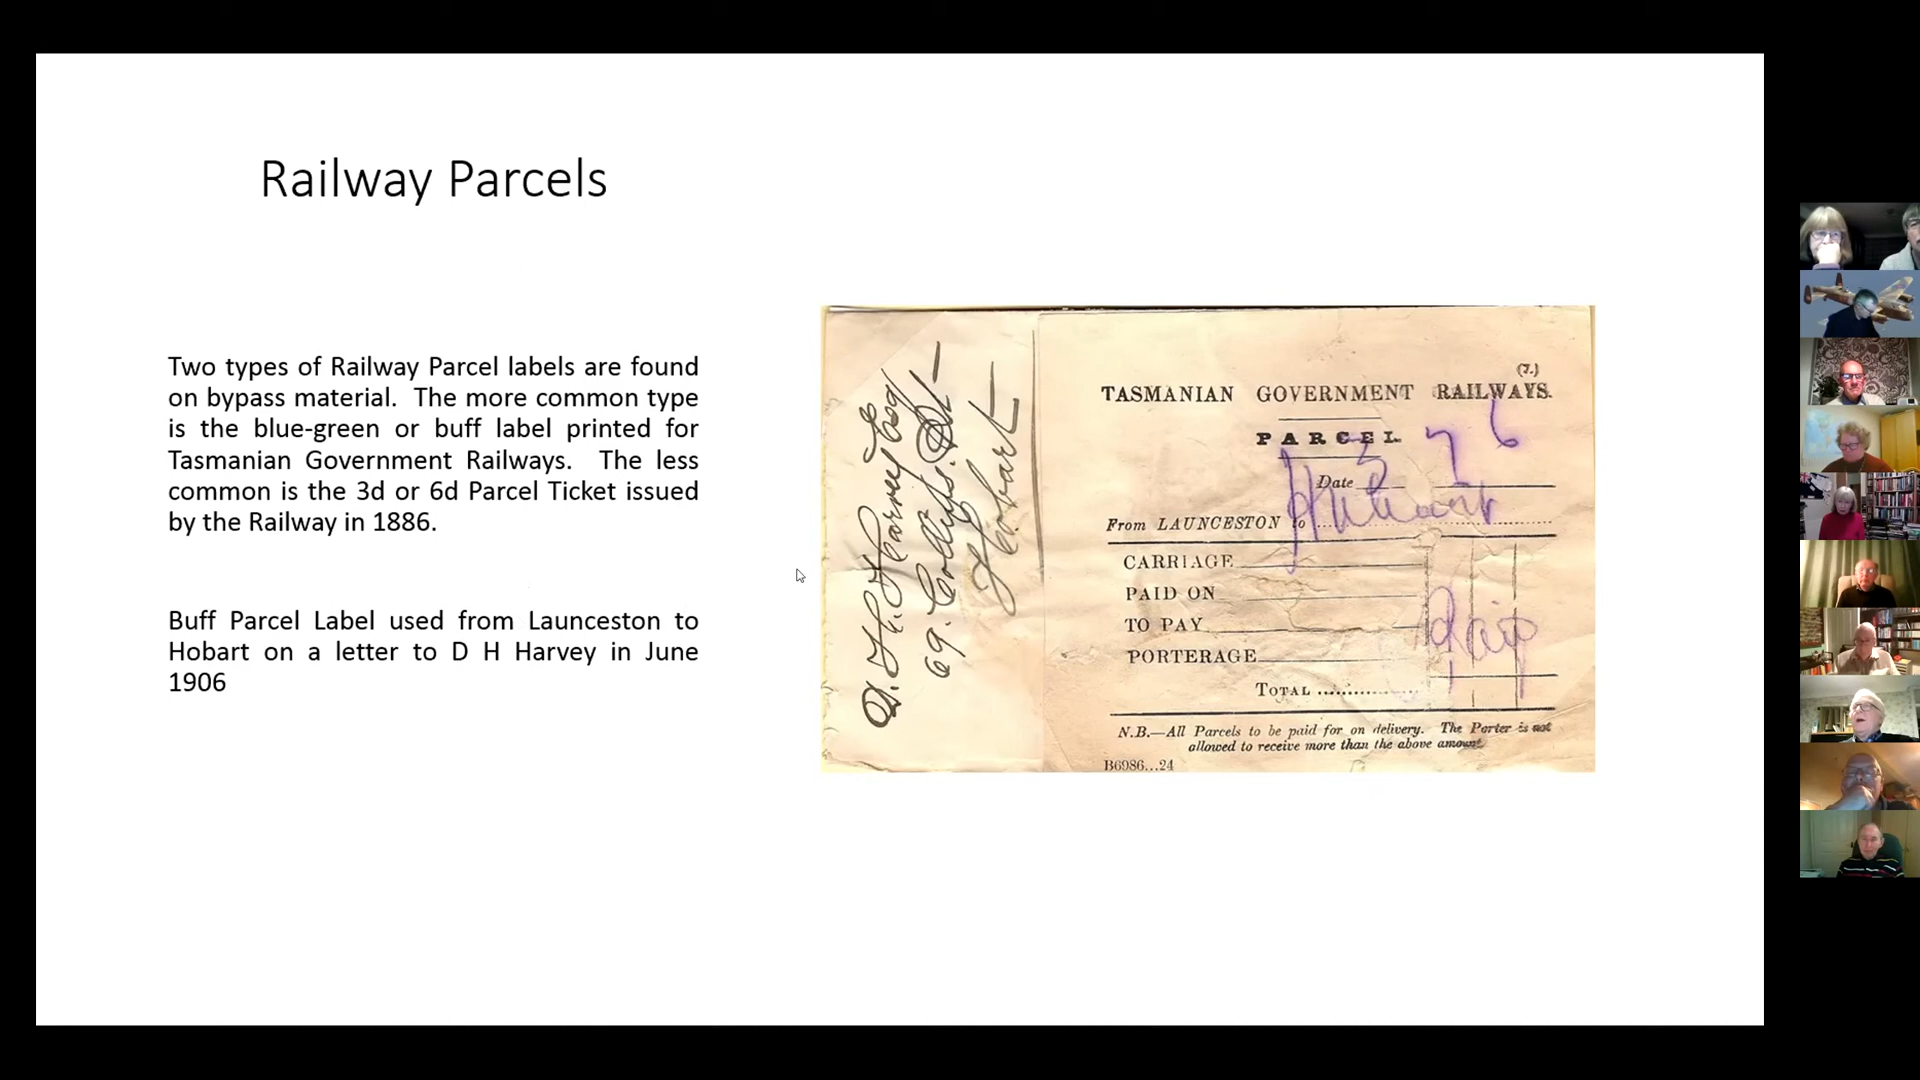 Railway Parcels
Two types of Railway Parcel labels are found
on bypass material. The more common type
is the blue-green or buff label printed for
Tasmanian Government Railways. The less
common is the 3d or 6d Parcel Ticket issued
by the Railway in 1886.
Buff Parcel Label used from Launceston to
Hobart on a letter to D H Harvey in June
1906
D. H. Harvey Esq
69. Collins. St
Hobart
(7.)
TASMANIAN GOVERNMENT RAILWAYS.
PARCEL
Date 7 6
From LAUNCESTON to
CARRIAGE
PAID ON
TO PAY
PORTERAGE
TOTAL
N.B.—All Parcels to be paid for on delivery. The Porter is not
allowed to receive more than the above amount
B6986...24